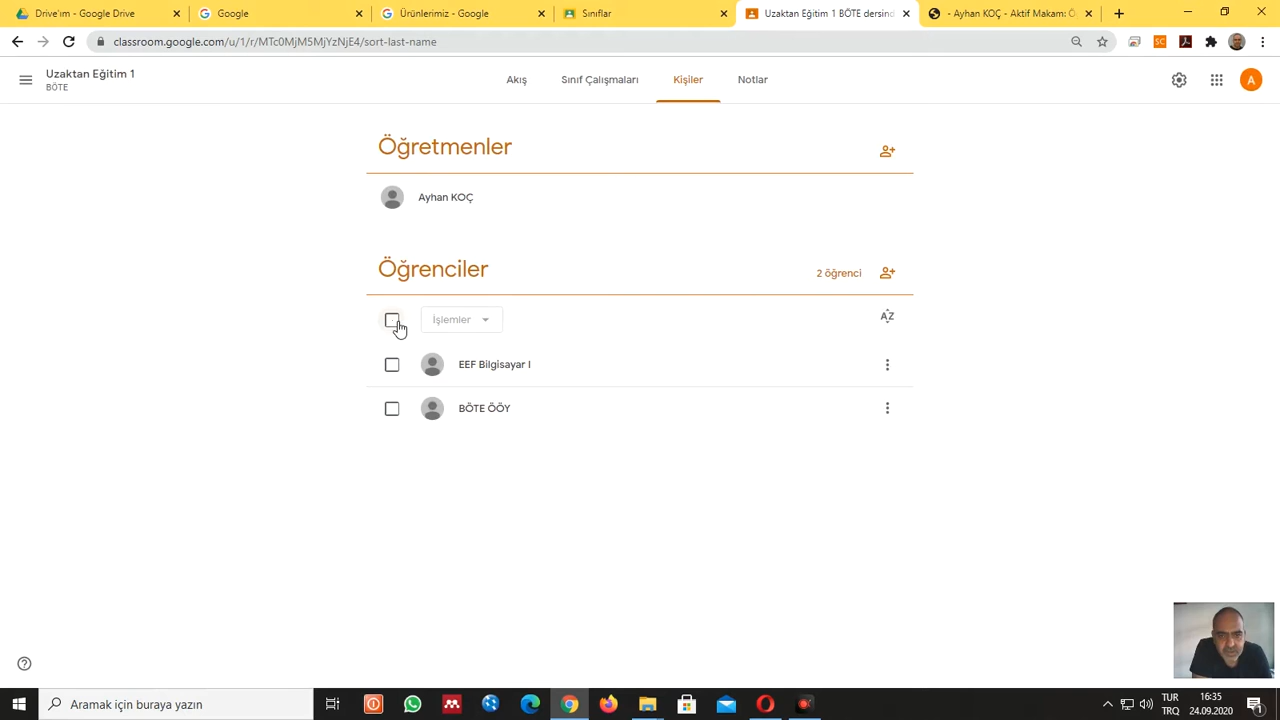 Drive'ım - Google Drive
Google
Ürünlerimiz - Google
Sınıflar
Uzaktan Eğitim 1 BÖTE dersind
- Ayhan KOÇ - Aktif Makam: Ö
classroom.google.com/u/1/r/MTc0MjM5MjYzNjE4/sort-last-name
Uzaktan Eğitim 1
BÖTE
Akış
Sınıf Çalışmaları
Kişiler
Notlar
A
Öğretmenler
Ayhan KOÇ
Öğrenciler
2 öğrenci
İşlemler
AZ
EEF Bilgisayar I
BÖTE ÖÖY
Aramak için buraya yazın
TUR
TRQ
16:35
24.09.2020